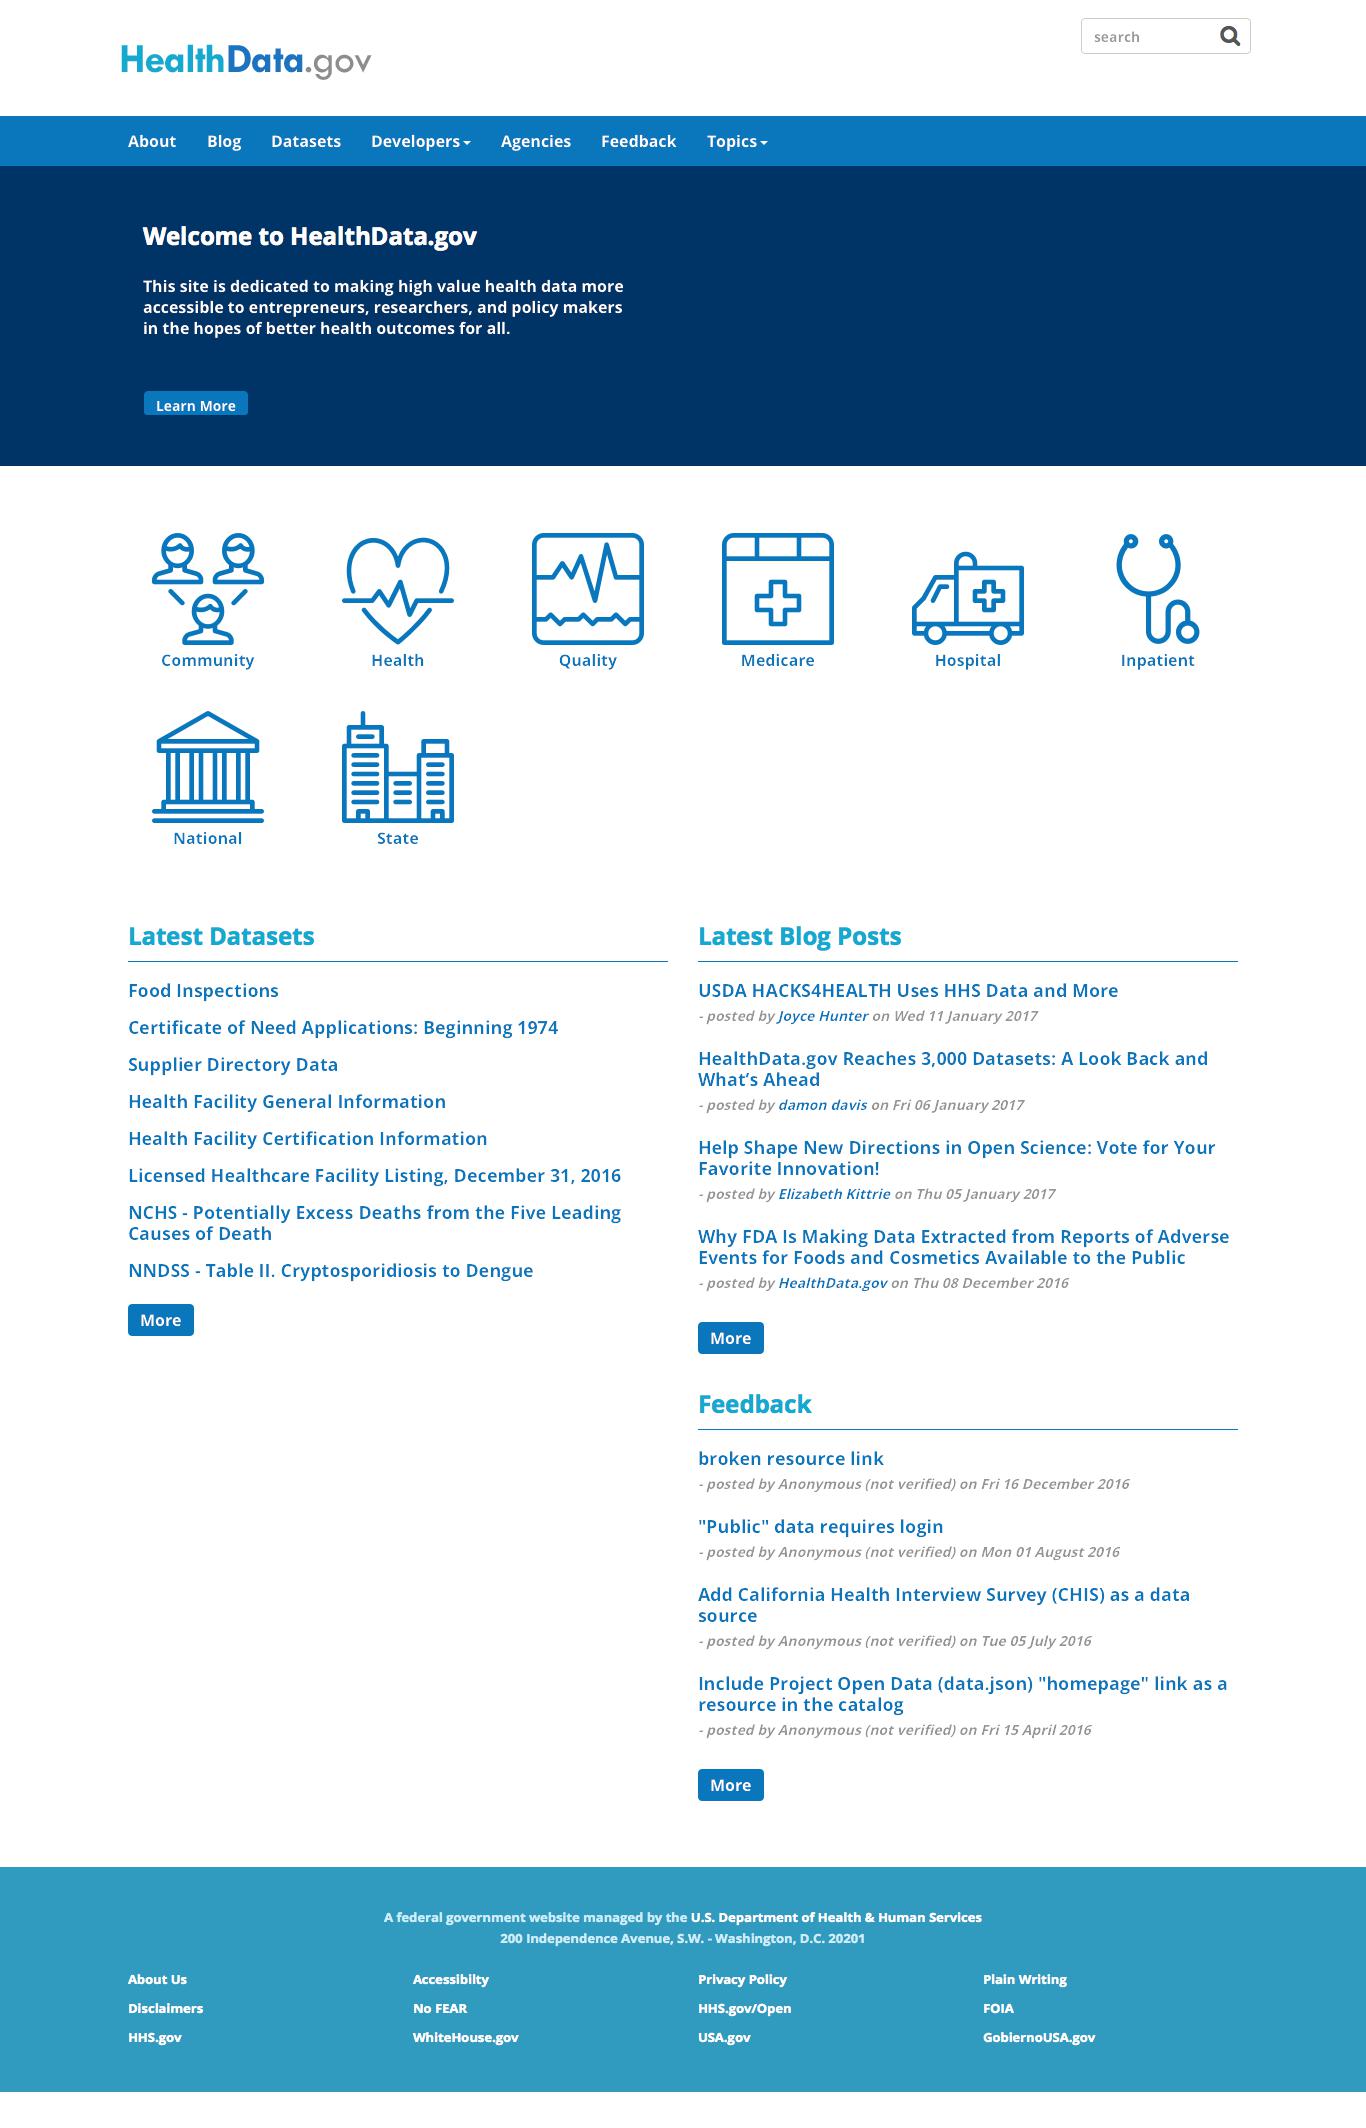 HealthData.gov
search
About
Blog
Datasets
Developers
Agencies
Feedback
Topics
Welcome to HealthData.gov
This site is dedicated to making high value health data more
accessible to entrepreneurs, researchers, and policy makers
in the hopes of better health outcomes for all.
Learn More
Community
Health
Quality
Medicare
Hospital
Inpatient
National
State
Latest Datasets
Food Inspections
Certificate of Need Applications: Beginning 1974
Supplier Directory Data
Health Facility General Information
Health Facility Certification Information
Licensed Healthcare Facility Listing, December 31, 2016
NCHS - Potentially Excess Deaths from the Five Leading
Causes of Death
NNDSS - Table II. Cryptosporidiosis to Dengue
More
Latest Blog Posts
USDA HACKS4HEALTH Uses HHS Data and More
- posted by Joyce Hunter on Wed 11 January 2017
HealthData.gov Reaches 3,000 Datasets: A Look Back and
What’s Ahead
- posted by damon davis on Fri 06 January 2017
Help Shape New Directions in Open Science: Vote for Your
Favorite Innovation!
- posted by Elizabeth Kittrie on Thu 05 January 2017
Why FDA Is Making Data Extracted from Reports of Adverse
Events for Foods and Cosmetics Available to the Public
- posted by HealthData.gov on Thu 08 December 2016
More
Feedback
broken resource link
- posted by Anonymous (not verified) on Fri 16 December 2016
"Public" data requires login
- posted by Anonymous (not verified) on Mon 01 August 2016
Add California Health Interview Survey (CHIS) as a data
source
- posted by Anonymous (not verified) on Tue 05 July 2016
Include Project Open Data (data.json) "homepage" link as a
resource in the catalog
- posted by Anonymous (not verified) on Fri 15 April 2016
More
A federal government website managed by the U.S. Department of Health & Human Services
200 Independence Avenue, S.W. - Washington, D.C. 20201
About Us
Accessibilty
Privacy Policy
Plain Writing
Disclaimers
No FEAR
HHS.gov/Open
FOIA
HHS.gov
WhiteHouse.gov
USA.gov
GobiernoUSA.gov